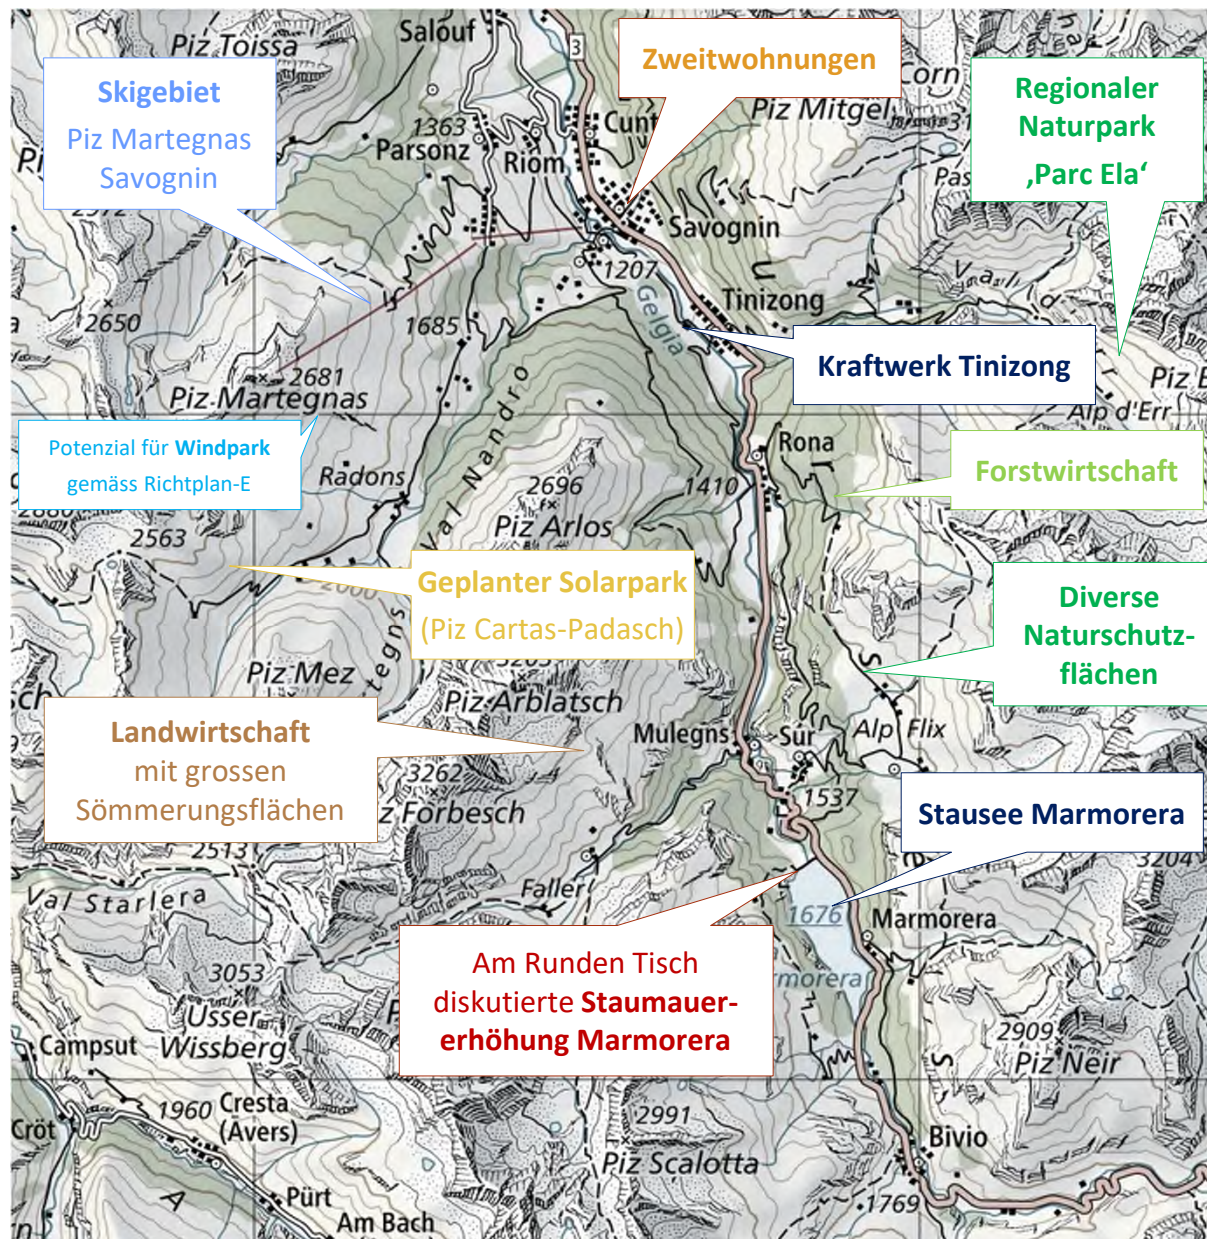 Salouf
Piz Toissa
3
Zweitwohnungen
Skigebiet
Piz Martegnas
Savognin
Regionaler
Naturpark
‚Parc Ela‘
corn
Piz Mitgel
Cunt
1363
Parsonz
Riom
Savognin
1207
Gelgia
Tinizong
2650
1685
Kraftwerk Tinizong
2681
Piz Martegnas
Val Nandro
Alp d'Err
Potenzial für Windpark
gemäss Richtplan-E
Radons
Rona
1410
Forstwirtschaft
2696
Piz Arlos
2563
Geplanter Solarpark
(Piz Cartas-Padasch)
Diverse
Naturschutz-
flächen
Piz Mez
Piz Arblatsch
Landwirtschaft
mit grossen
Sömmerungsflächen
Mulegns
Sur
Alp Flix
3262
z Forbesch
1537
Stausee Marmorera
2513
3204
Val Starlera
Faller
1676
Marmorera
morera
Am Runden Tisch
diskutierte Staumauer-
erhöhung Marmorera
3053
Usser
Wissberg
Campsut
2909
Piz Neir
1960
Cresta
(Avers)
Cröt
2991
Piz Scalotta
Bivio
1769
Pürt
Am Bach